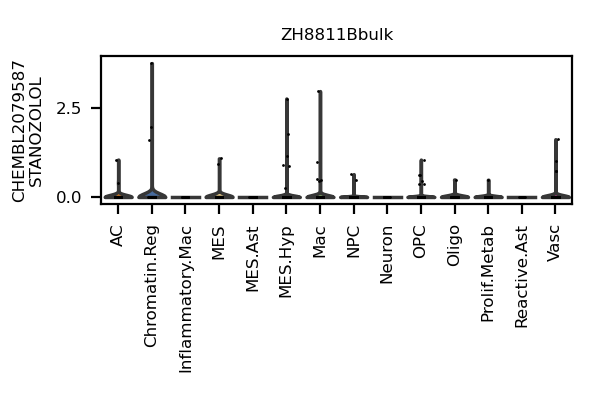 ZH8811Bbulk
CHEMBL2079587
STANOZOLOL
2.5
0.0
AC
Chromatin.Reg
Inflammatory.Mac
MES
MES.Ast
MES.Hyp
Mac
NPC
Neuron
OPC
Oligo
Prolif.Metab
Reactive.Ast
Vasc